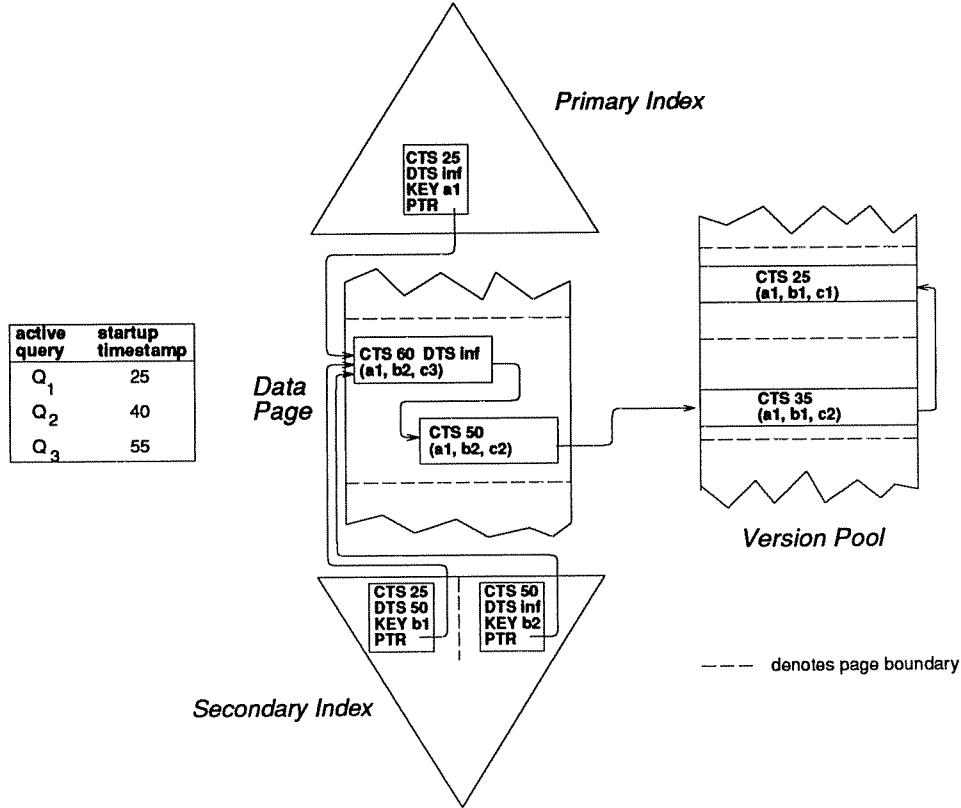 Primary Index
CTS 25
DTS inf
KEY a1
PTR
CTS 25
(a1, b1, c1)
active query
startup timestamp
Q1 25
Q2 40
Q3 55
Data
Page
CTS 60 DTS inf
(a1, b2, c3)
CTS 50
(a1, b2, c2)
CTS 35
(a1, b1, c2)
Version Pool
CTS 25
DTS 50
KEY b1
PTR
CTS 50
DTS inf
KEY b2
PTR
denotes page boundary
Secondary Index